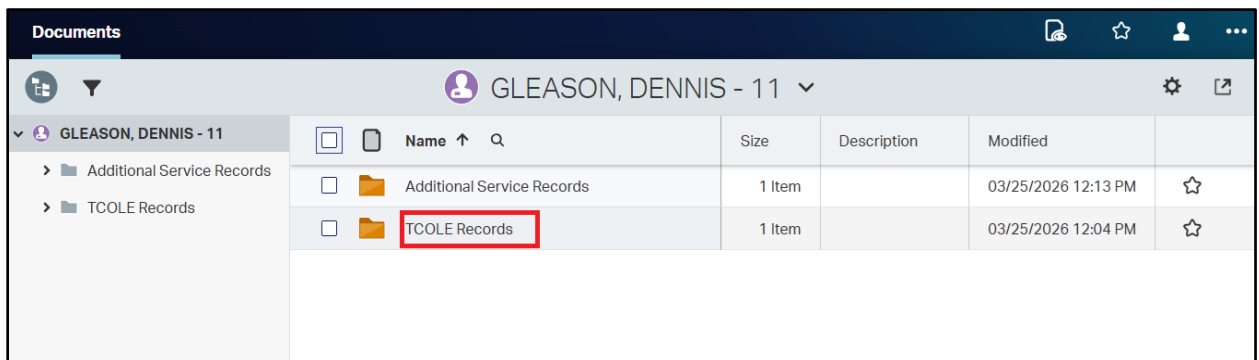 Documents
GLEASON, DENNIS - 11
GLEASON, DENNIS - 11
Additional Service Records
TCOLE Records
Name Size Description Modified
Additional Service Records 1 Item 03/25/2026 12:13 PM
TCOLE Records 1 Item 03/25/2026 12:04 PM